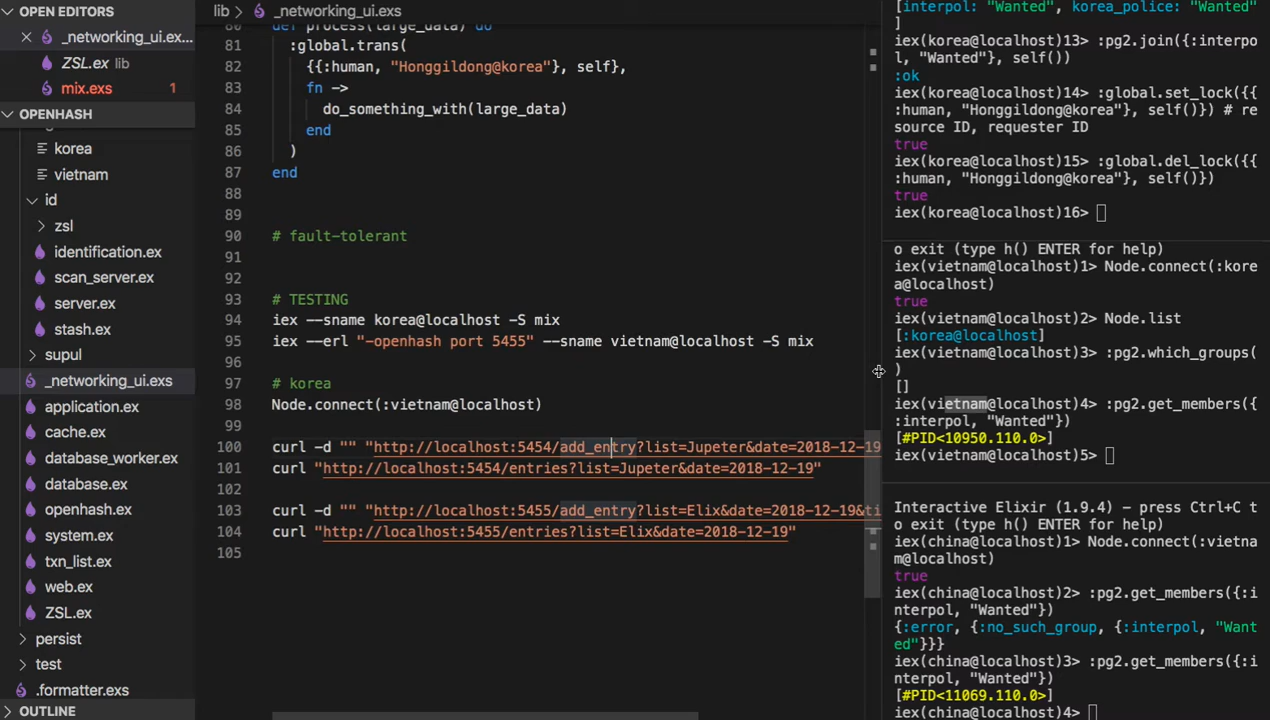 OPEN EDITORS
_networking_ui.ex...
ZSL.ex lib
mix.exs 1
OPENHASH
korea
vietnam
id
zsl
identification.ex
scan_server.ex
server.ex
stash.ex
supul
_networking_ui.exs
application.ex
cache.ex
database_worker.ex
database.ex
openhash.ex
system.ex
txn_list.ex
web.ex
ZSL.ex
persist
test
.formatter.exs
OUTLINE
lib > _networking_ui.exs
80 def process(large_data) do
81 :global.trans(
82 {{:human, "Honggildong@korea"}, self},
83 fn ->
84 do_something_with(large_data)
85 end
86 )
87 end
88
89
90 # fault-tolerant
91
92
93 # TESTING
94 iex --sname korea@localhost -S mix
95 iex --erl "-openhash port 5455" --sname vietnam@localhost -S mix
96
97 # korea
98 Node.connect(:vietnam@localhost)
99
100 curl -d "" "http://localhost:5454/add_entry?list=Jupeter&date=2018-12-19
101 curl "http://localhost:5454/entries?list=Jupeter&date=2018-12-19"
102
103 curl -d "" "http://localhost:5455/add_entry?list=Elix&date=2018-12-19&ti
104 curl "http://localhost:5455/entries?list=Elix&date=2018-12-19"
105
[interpol: "Wanted", korea_police: "Wanted"
]
iex(korea@localhost)13> :pg2.join({:interpo
l, "Wanted"}, self())
:ok
iex(korea@localhost)14> :global.set_lock({{
:human, "Honggildong@korea"}, self()}) # re
source ID, requester ID
true
iex(korea@localhost)15> :global.del_lock({{
:human, "Honggildong@korea"}, self()})
true
iex(korea@localhost)16>
o exit (type h() ENTER for help)
iex(vietnam@localhost)1> Node.connect(:kore
a@localhost)
true
iex(vietnam@localhost)2> Node.list
[:korea@localhost]
iex(vietnam@localhost)3> :pg2.which_groups(
)
[]
iex(vietnam@localhost)4> :pg2.get_members({
:interpol, "Wanted"})
[#PID<10950.110.0>]
iex(vietnam@localhost)5>
Interactive Elixir (1.9.4) - press Ctrl+C t
o exit (type h() ENTER for help)
iex(china@localhost)1> Node.connect(:vietna
m@localhost)
true
iex(china@localhost)2> :pg2.get_members({:i
nterpol, "Wanted"})
{:error, {:no_such_group, {:interpol, "Want
ed"}}}
iex(china@localhost)3> :pg2.get_members({:i
nterpol, "Wanted"})
[#PID<11069.110.0>]
iex(china@localhost)4>